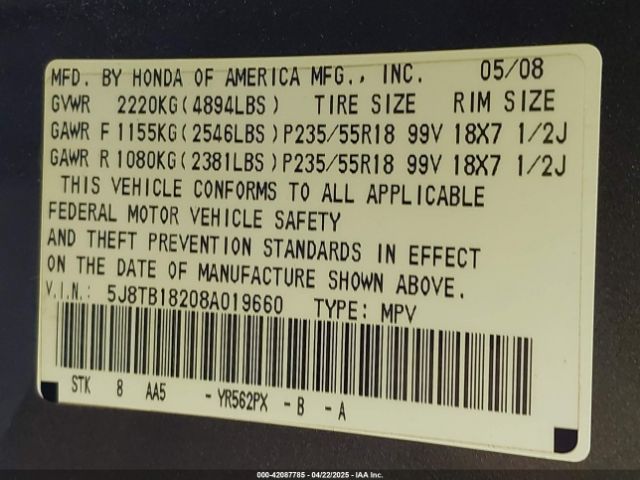 MFD. BY HONDA OF AMERICA MFG., INC. 05/08
GVWR 2220KG(4894LBS) TIRE SIZE RIM SIZE
GAWR F 1155KG(2546LBS)P235/55R18 99V 18X7 1/2J
GAWR R 1080KG(2381LBS)P235/55R18 99V 18X7 1/2J
THIS VEHICLE CONFORMS TO ALL APPLICABLE
FEDERAL MOTOR VEHICLE SAFETY
AND THEFT PREVENTION STANDARDS IN EFFECT
ON THE DATE OF MANUFACTURE SHOWN ABOVE.
V.I.N.: 5J8TB18208A019660 TYPE: MPV
STK 8 AA5 - YR562PX - B - A
000-42087785 - 04/22/2025 - IAA Inc.